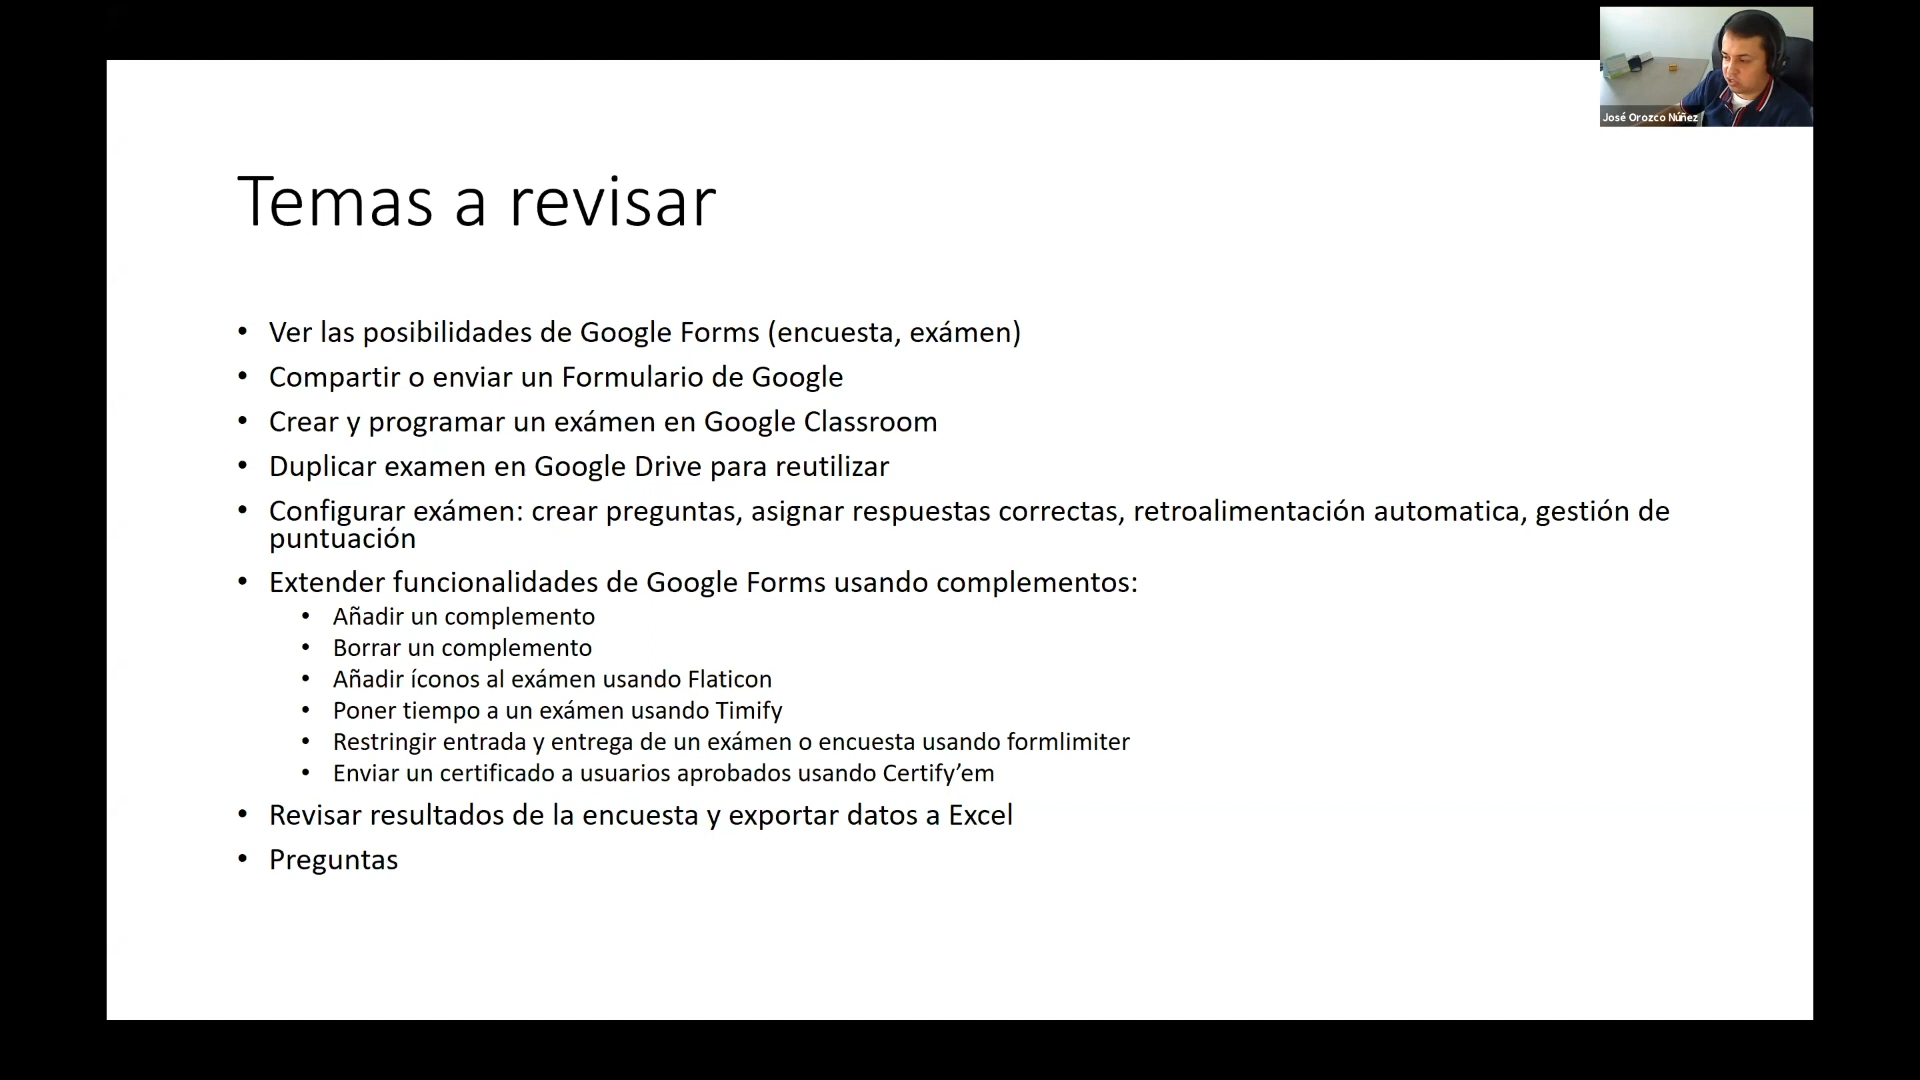 José Orozco Núñez
Temas a revisar
• Ver las posibilidades de Google Forms (encuesta, exámen)
• Compartir o enviar un Formulario de Google
• Crear y programar un exámen en Google Classroom
• Duplicar examen en Google Drive para reutilizar
• Configurar exámen: crear preguntas, asignar respuestas correctas, retroalimentación automatica, gestión de
puntuación
• Extender funcionalidades de Google Forms usando complementos:
• Añadir un complemento
• Borrar un complemento
• Añadir íconos al exámen usando Flaticon
• Poner tiempo a un exámen usando Timify
• Restringir entrada y entrega de un exámen o encuesta usando formlimiter
• Enviar un certificado a usuarios aprobados usando Certify’em
• Revisar resultados de la encuesta y exportar datos a Excel
• Preguntas